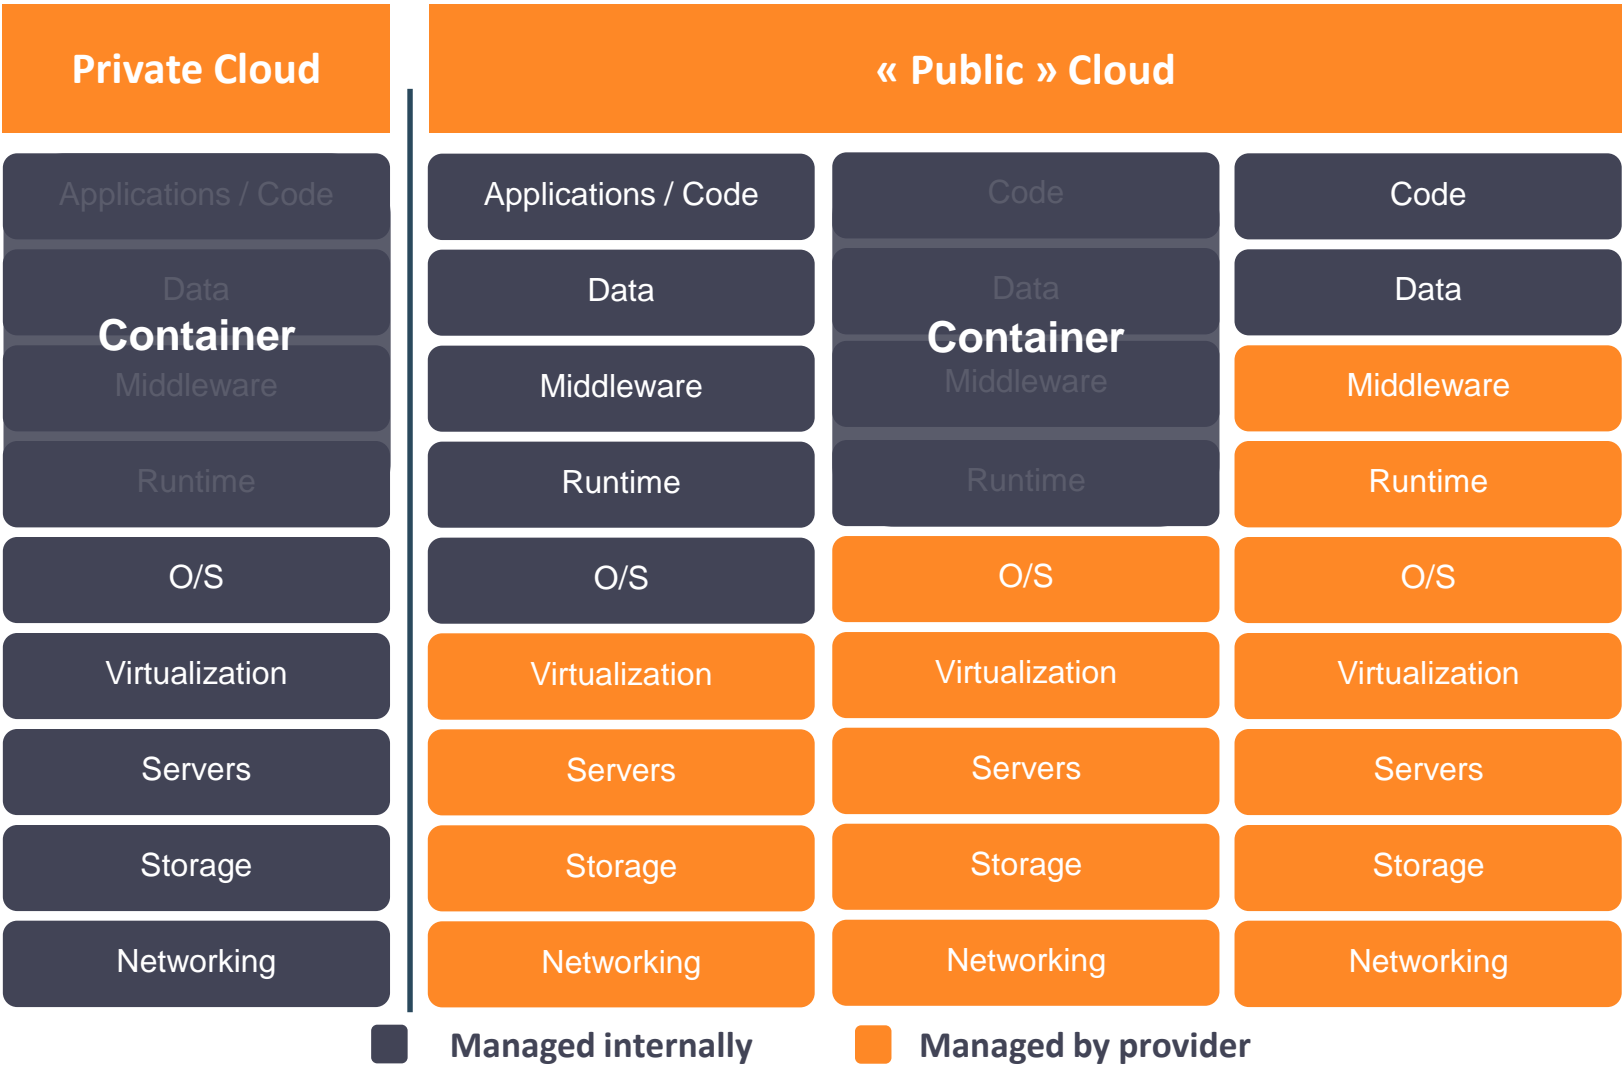 Private Cloud
« Public » Cloud
Applications / Code
Data
Container
Middleware
Runtime
O/S
Virtualization
Servers
Storage
Networking
Applications / Code
Data
Middleware
Runtime
O/S
Virtualization
Servers
Storage
Networking
Code
Data
Container
Middleware
Runtime
O/S
Virtualization
Servers
Storage
Networking
Code
Data
Middleware
Runtime
O/S
Virtualization
Servers
Storage
Networking
Managed internally
Managed by provider